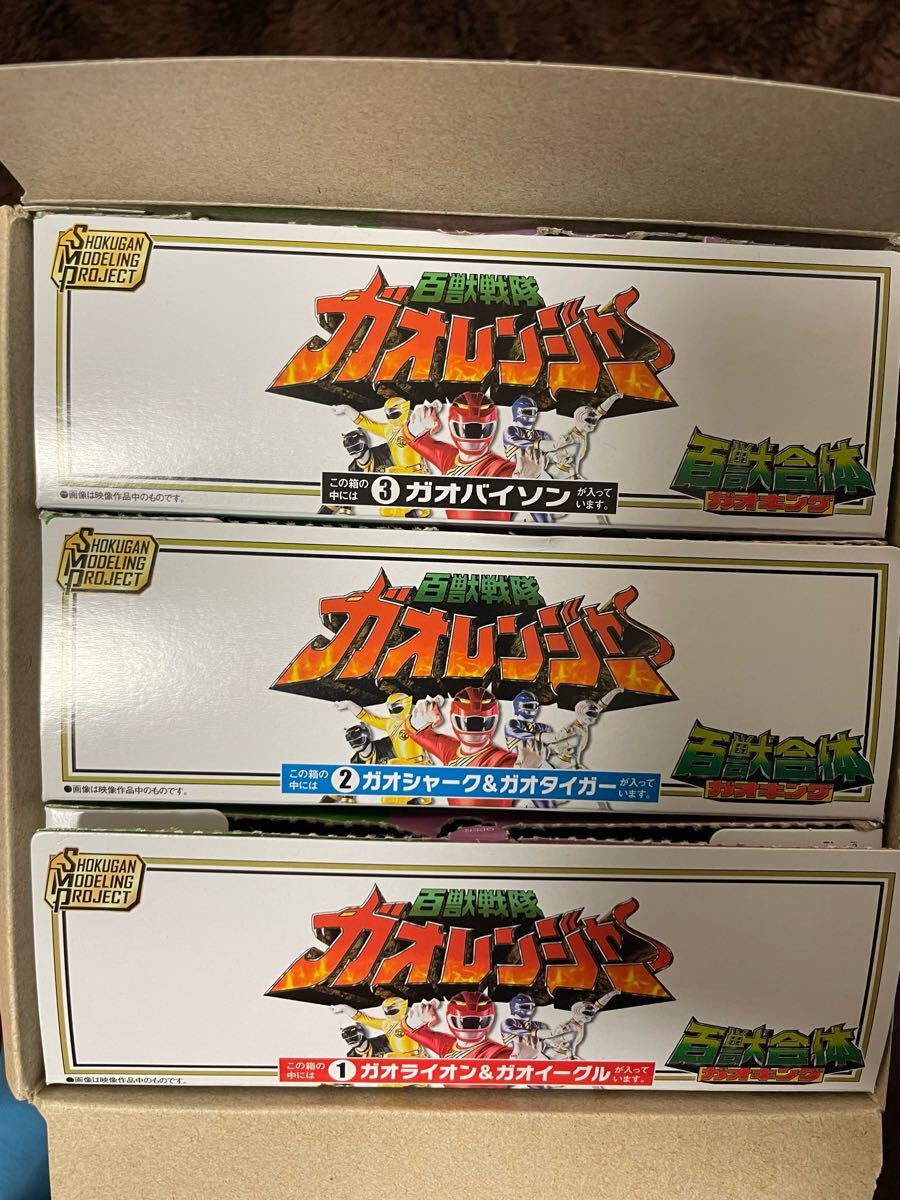 SHOKUGAN
MODELING
PROJECT
百獣戦隊
ガオレンジャー
百獣合体
ガオキング
この箱の
中には
3 ガオバイソン
が入って
います。
●画像は映像作品中のものです。
SHOKUGAN
MODELING
PROJECT
百獣戦隊
ガオレンジャー
百獣合体
ガオキング
この箱の
中には
2 ガオシャーク&ガオタイガー
が入って
います。
●画像は映像作品中のものです。
OPEN
SHOKUGAN
MODELING
PROJECT
百獣戦隊
ガオレンジャー
百獣合体
ガオキング
この箱の
中には
1 ガオライオン&ガオイーグル
が入って
います。
●画像は映像作品中のものです。